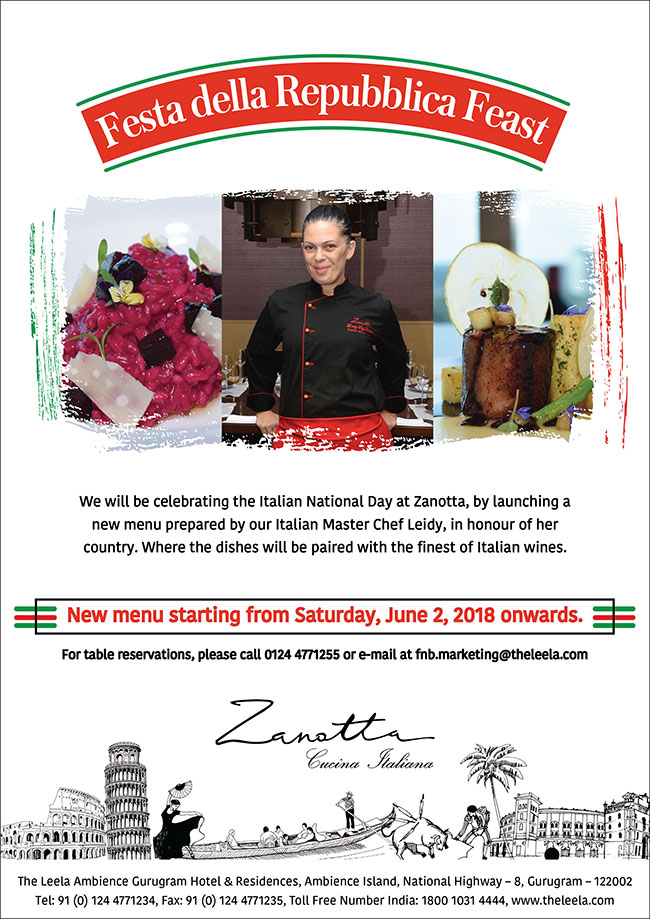 Festa della Repubblica Feast
We will be celebrating the Italian National Day at Zanotta, by launching a
new menu prepared by our Italian Master Chef Leidy, in honour of her
country. Where the dishes will be paired with the finest of Italian wines.
New menu starting from Saturday, June 2, 2018 onwards.
For table reservations, please call 0124 4771255 or e-mail at fnb.marketing@theleela.com
Zanotta
Cucina Italiana
The Leela Ambience Gurugram Hotel & Residences, Ambience Island, National Highway – 8, Gurugram – 122002
Tel: 91 (0) 124 4771234, Fax: 91 (0) 124 4771235, Toll Free Number India: 1800 1031 4444, www.theleela.com